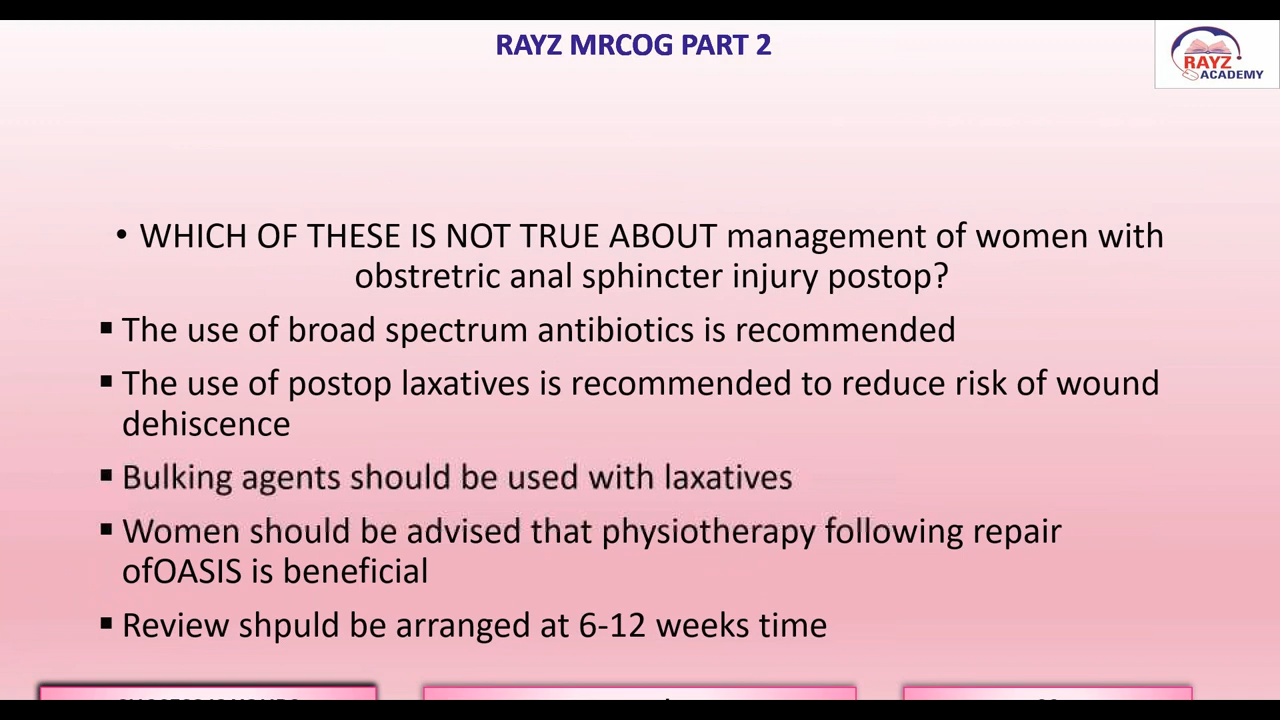 RAYZ MRCOG PART 2
RAYZ
ACADEMY
• WHICH OF THESE IS NOT TRUE ABOUT management of women with
obstretric anal sphincter injury postop?
▪ The use of broad spectrum antibiotics is recommended
▪ The use of postop laxatives is recommended to reduce risk of wound
dehiscence
▪ Bulking agents should be used with laxatives
▪ Women should be advised that physiotherapy following repair
ofOASIS is beneficial
▪ Review shpuld be arranged at 6-12 weeks time